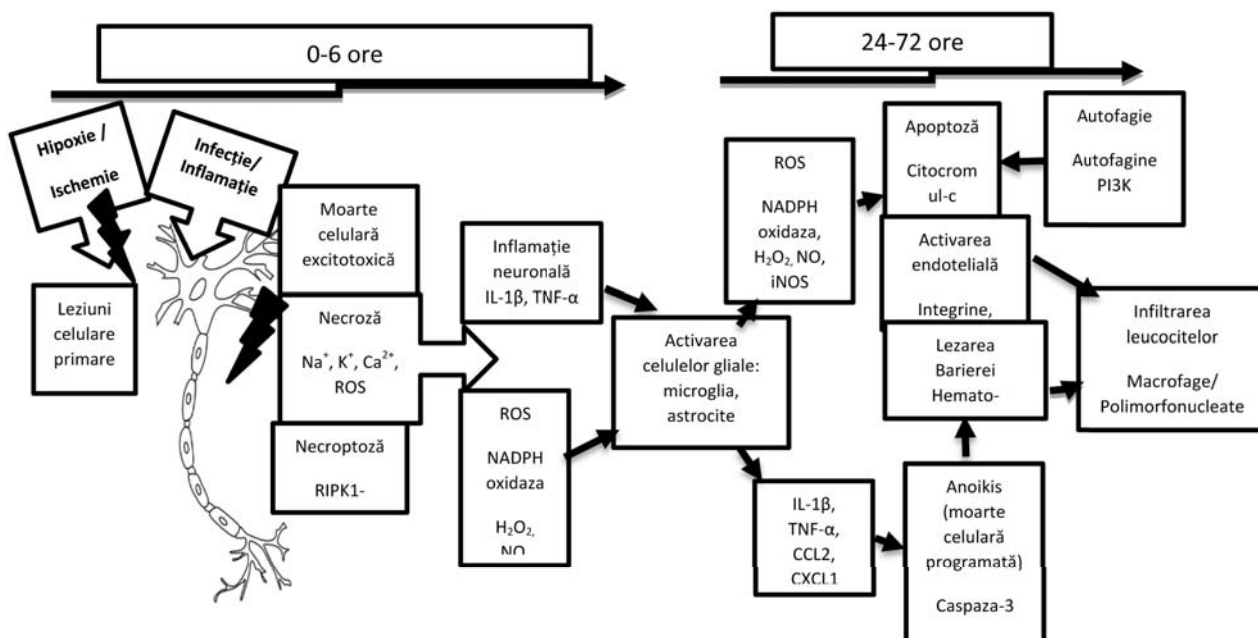 0-6 ore
24-72 ore
Hipoxie /
Ischemie
Infecție/
Inflamație
Leziuni
celulare
primare
Moarte
celulară
excitotoxică
Necroză
Na⁺, K⁺, Ca²⁺,
ROS
Necroptoză
RIPK1-
Inflamație
neuronală
IL-1β, TNF-α
ROS
NADPH
oxidaza
H₂O₂,
NO
Activarea
celulelor gliale:
microglia,
astrocite
ROS
NADPH
oxidaza,
H₂O₂, NO,
iNOS
IL-1β,
TNF-α,
CCL2,
CXCL1
Apoptoză
Citocrom
ul-c
Autofagie
Autofagine
PI3K
Activarea
endotelială
Integrine,
Lezarea
Barierei
Hemato-
Infiltrarea
leucocitelor
Macrofage/
Polimorfonucleate
Anoikis
(moarte
celulară
programată)
Caspaza-3